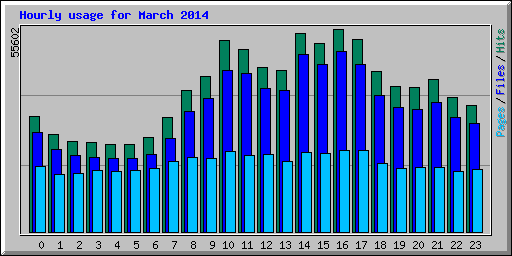 Hourly usage for March 2014
55602
Pages/Files/Hits
0 1 2 3 4 5 6 7 8 9 10 11 12 13 14 15 16 17 18 19 20 21 22 23